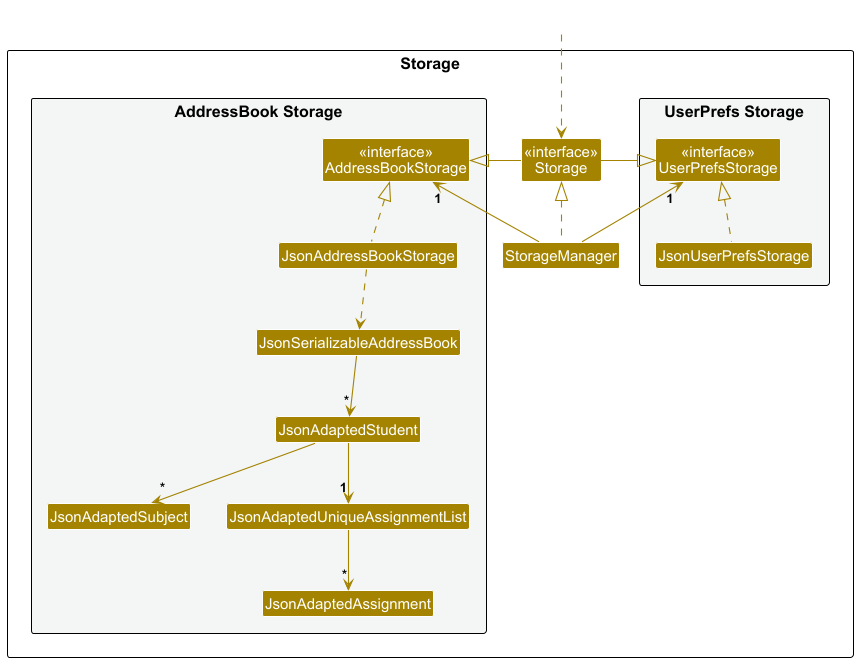 Storage
AddressBook Storage
UserPrefs Storage
«interface»
AddressBookStorage
«interface»
Storage
«interface»
UserPrefsStorage
1
1
JsonAddressBookStorage
StorageManager
JsonUserPrefsStorage
JsonSerializableAddressBook
*
JsonAdaptedStudent
*
1
JsonAdaptedSubject
JsonAdaptedUniqueAssignmentList
*
JsonAdaptedAssignment